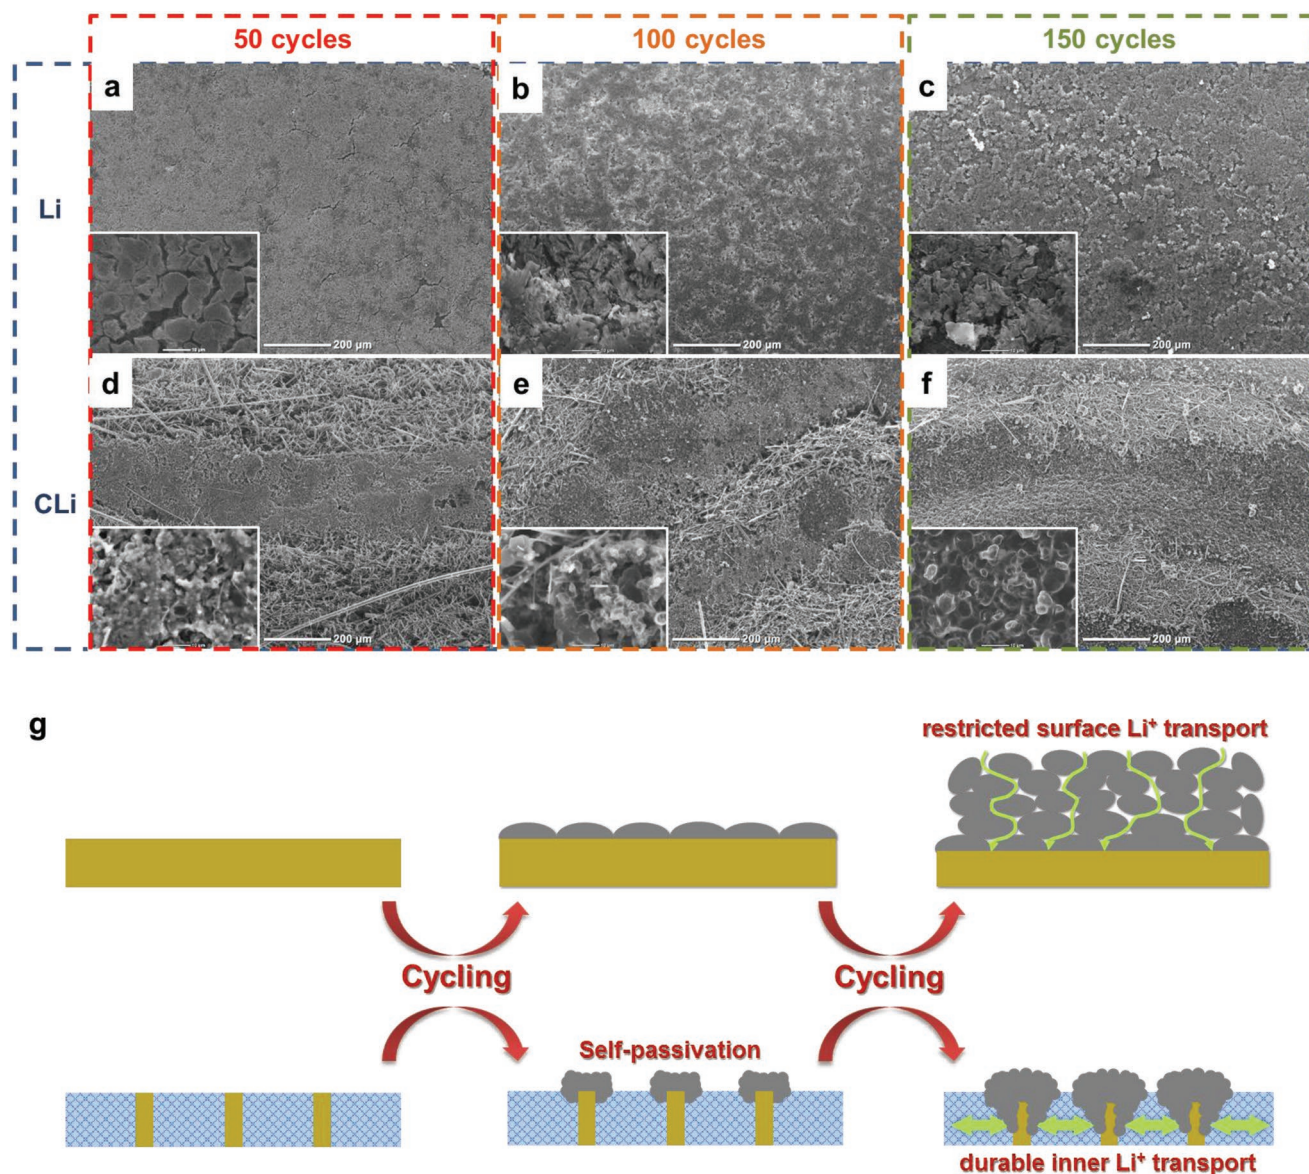 50 cycles 100 cycles 150 cycles
Li
a b c
200 µm 200 µm 200 µm
CLi
d e f
200 µm 200 µm 200 µm
g
restricted surface Li⁺ transport
Cycling Cycling
Self-passivation
durable inner Li⁺ transport